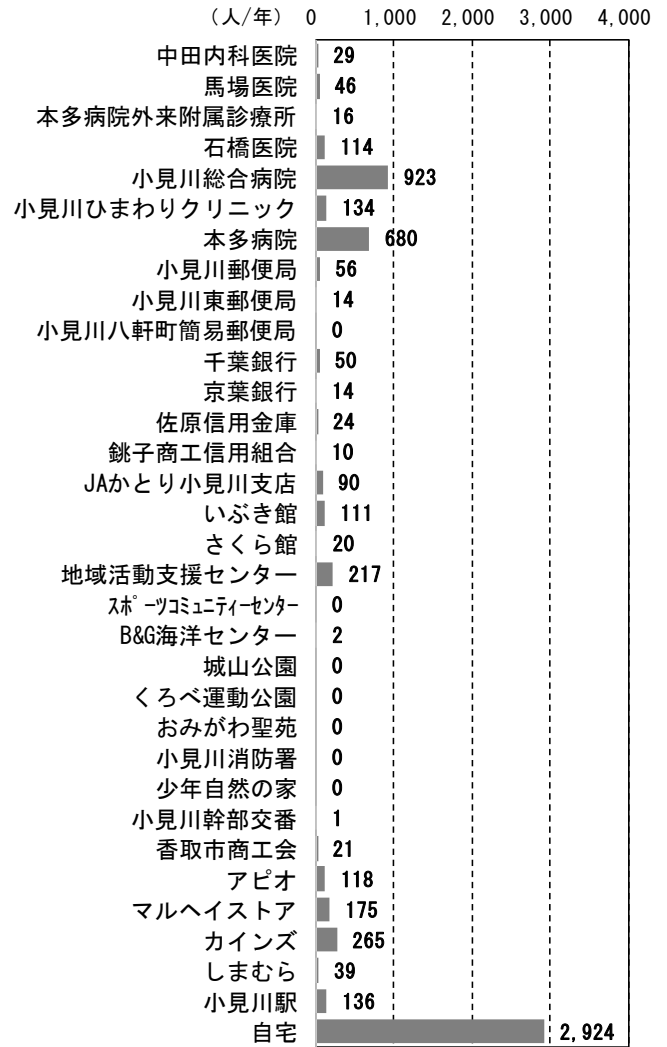 （人/年） 0 1,000 2,000 3,000 4,000
中田内科医院 29
馬場医院 46
本多病院外来附属診療所 16
石橋医院 114
小見川総合病院 923
小見川ひまわりクリニック 134
本多病院 680
小見川郵便局 56
小見川東郵便局 14
小見川八軒町簡易郵便局 0
千葉銀行 50
京葉銀行 14
佐原信用金庫 24
銚子商工信用組合 10
JAかとり小見川支店 90
いぶき館 111
さくら館 20
地域活動支援センター 217
ｽﾎﾟｰﾂｺﾐｭﾆﾃｨｰｾﾝﾀｰ 0
B&G海洋センター 2
城山公園 0
くろべ運動公園 0
おみがわ聖苑 0
小見川消防署 0
少年自然の家 0
小見川幹部交番 1
香取市商工会 21
アピオ 118
マルヘイストア 175
カインズ 265
しまむら 39
小見川駅 136
自宅 2,924